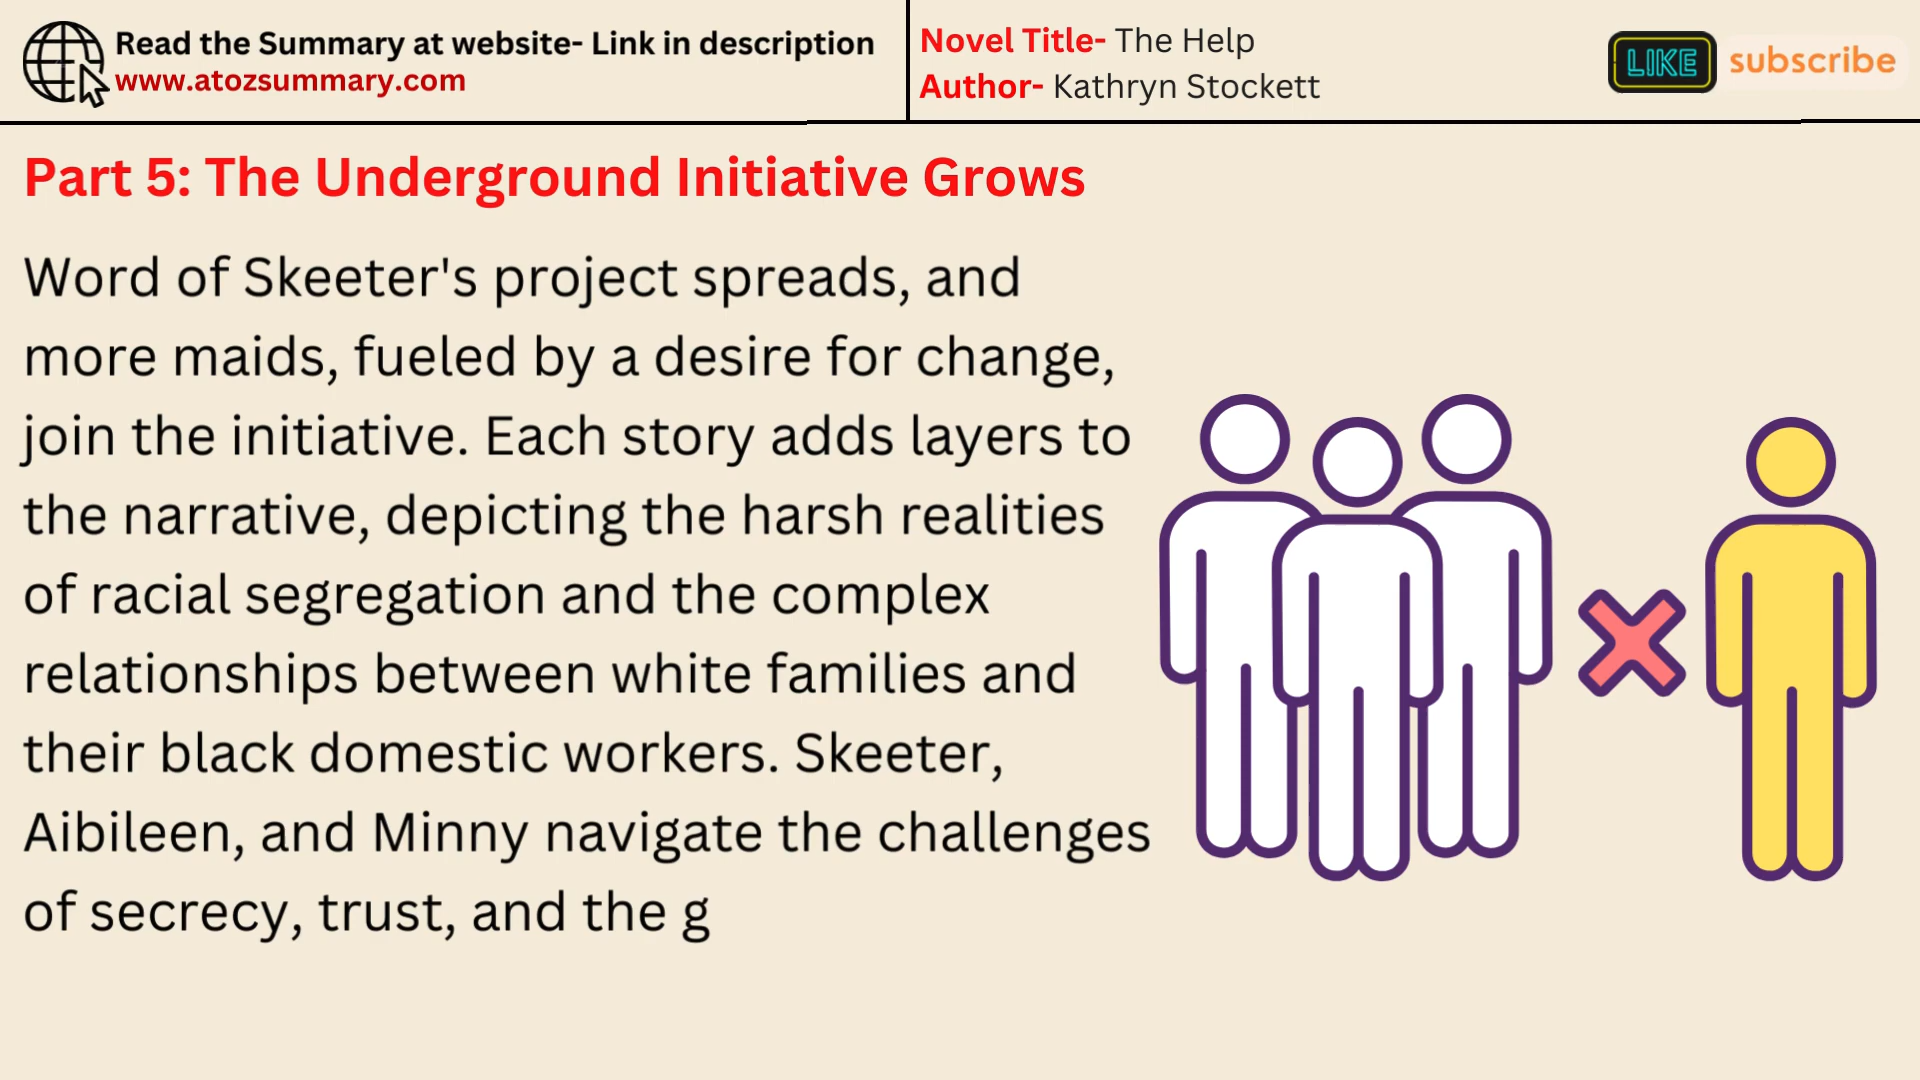 Read the Summary at website- Link in description
www.atozsummary.com
Novel Title- The Help
Author- Kathryn Stockett
LIKE
subscribe
Part 5: The Underground Initiative Grows
Word of Skeeter's project spreads, and
more maids, fueled by a desire for change,
join the initiative. Each story adds layers to
the narrative, depicting the harsh realities
of racial segregation and the complex
relationships between white families and
their black domestic workers. Skeeter,
Aibileen, and Minny navigate the challenges
of secrecy, trust, and the g